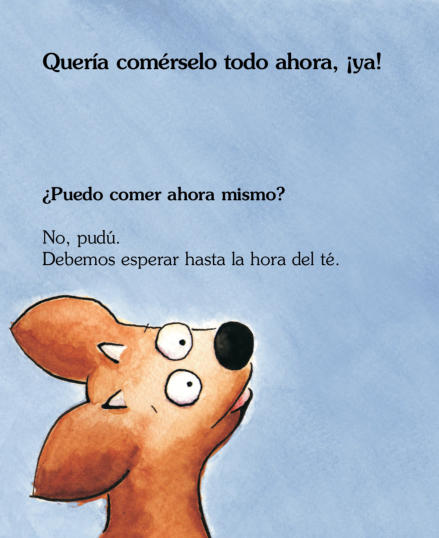 Quería comérselo todo ahora, ¡ya!
¿Puedo comer ahora mismo?
No, pudú.
Debemos esperar hasta la hora del té.